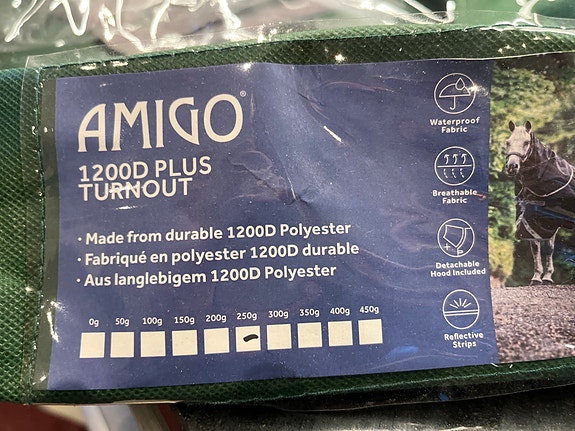 AMIGO®
1200D PLUS
TURNOUT
· Made from durable 1200D Polyester
· Fabriqué en polyester 1200D durable
· Aus langlebigem 1200D Polyester
0g 50g 100g 150g 200g 250g 300g 350g 400g 450g
Waterproof
Fabric
Breathable
Fabric
Detachable
Hood Included
Reflective
Strips